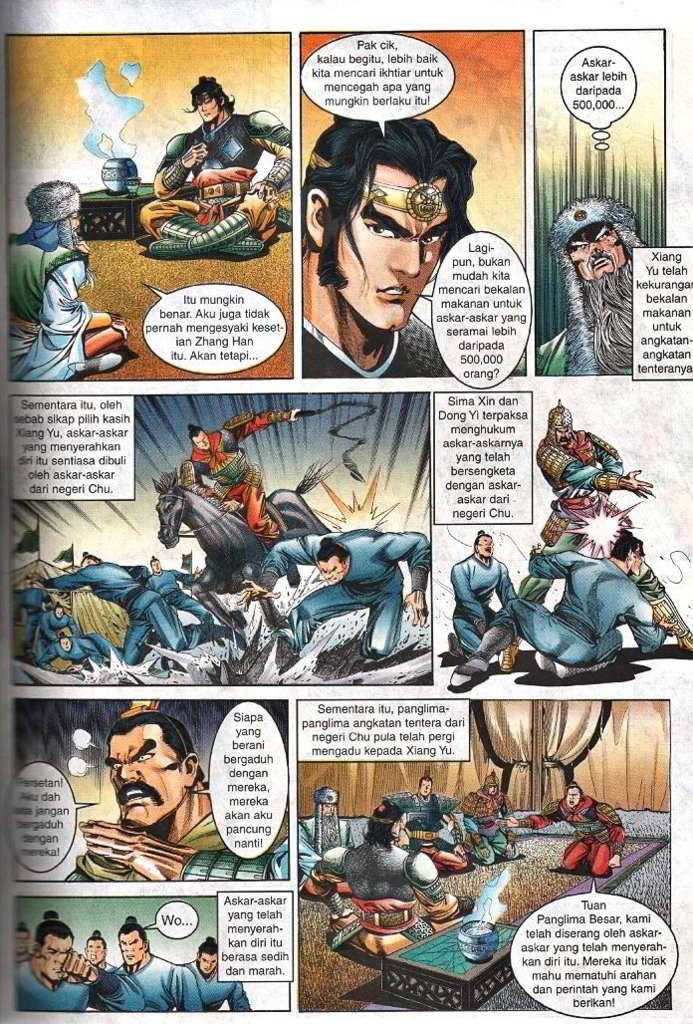 Itu mungkin
benar. Aku juga tidak
pernah mengesyaki keset-
ian Zhang Han
itu. Akan tetapi...
Pak cik,
kalau begitu, lebih baik
kita mencari ikhtiar untuk
mencegah apa yang
mungkin berlaku itu!
Lagi-
pun, bukan
mudah kita
mencari bekalan
makanan untuk
askar-askar yang
seramai lebih
daripada
500,000
orang?
Askar-
askar lebih
daripada
500,000...
Xiang
Yu telah
kekurangan
bekalan
makanan
untuk
angkatan-
angkatan
tenteranya
Sementara itu, oleh
sebab sikap pilih kasih
Xiang Yu, askar-askar
yang menyerahkan
diri itu sentiasa dibuli
oleh askar-askar
dari negeri Chu.
Sima Xin dan
Dong Yi terpaksa
menghukum
askar-askarnya
yang telah
bersengketa
dengan askar-
askar dari
negeri Chu.
Persetan!
Aku dah
kata jangan
bergaduh
dengan
mereka!
Siapa
yang
berani
bergaduh
dengan
mereka,
mereka
akan aku
pancung
nanti!
Wo...
Askar-askar
yang telah
menyerah-
kan diri itu
berasa sedih
dan marah.
Sementara itu, panglima-
panglima angkatan tentera dari
negeri Chu pula telah pergi
mengadu kepada Xiang Yu.
Tuan
Panglima Besar, kami
telah diserang oleh askar-
askar yang telah menyerah-
kan diri itu. Mereka itu tidak
mahu mematuhi arahan
dan perintah yang kami
berikan!